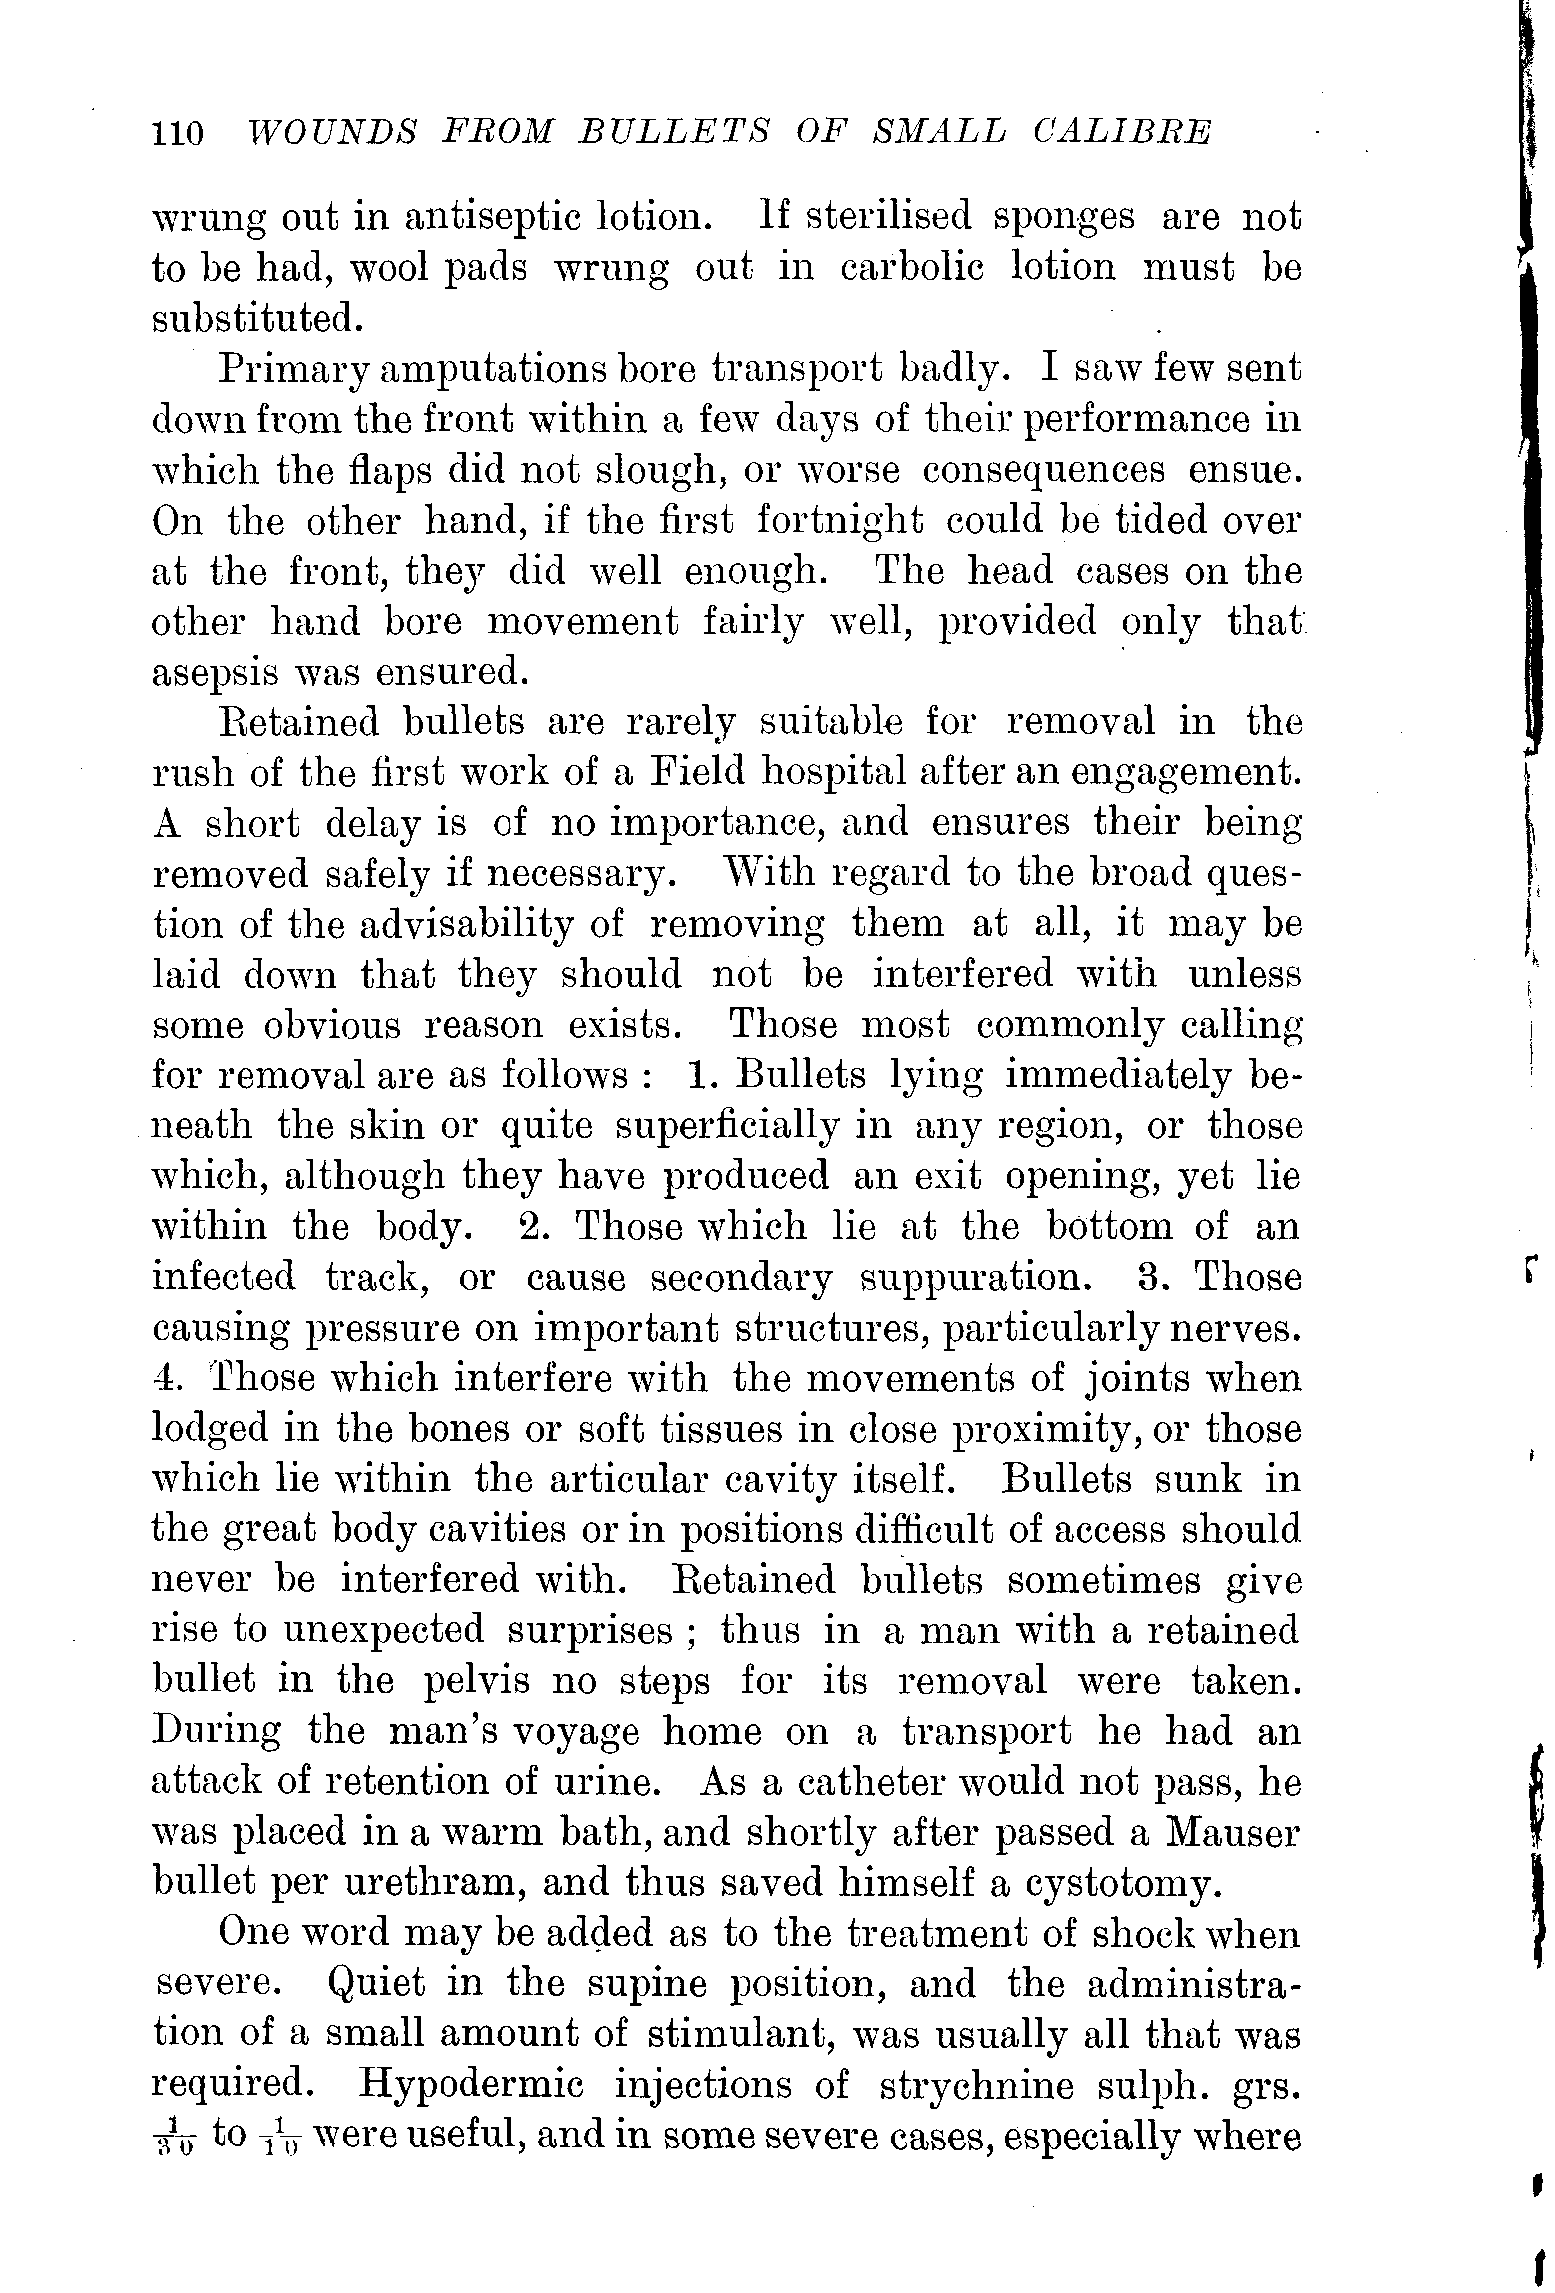 110 WOUNDS FROM BULLETS OF SMALL CALIBRE
wrung out in antiseptic lotion. If sterilised sponges are not
to be had, wool pads wrung out in carbolic lotion must be
substituted.
Primary amputations bore transport badly. I saw few sent
down from the front within a few days of their performance in
which the flaps did not slough, or worse consequences ensue.
On the other hand, if the first fortnight could be tided over
at the front, they did well enough. The head cases on the
other hand bore movement fairly well, provided only that
asepsis was ensured.
Retained bullets are rarely suitable for removal in the
rush of the first work of a Field hospital after an engagement.
A short delay is of no importance, and ensures their being
removed safely if necessary. With regard to the broad ques-
tion of the advisability of removing them at all, it may be
laid down that they should not be interfered with unless
some obvious reason exists. Those most commonly calling
for removal are as follows : 1. Bullets lying immediately be-
neath the skin or quite superficially in any region, or those
which, although they have produced an exit opening, yet lie
within the body. 2. Those which lie at the bottom of an
infected track, or cause secondary suppuration. 3. Those
causing pressure on important structures, particularly nerves.
4. Those which interfere with the movements of joints when
lodged in the bones or soft tissues in close proximity, or those
which lie within the articular cavity itself. Bullets sunk in
the great body cavities or in positions difficult of access should
never be interfered with. Retained bullets sometimes give
rise to unexpected surprises ; thus in a man with a retained
bullet in the pelvis no steps for its removal were taken.
During the man's voyage home on a transport he had an
attack of retention of urine. As a catheter would not pass, he
was placed in a warm bath, and shortly after passed a Mauser
bullet per urethram, and thus saved himself a cystotomy.
One word may be added as to the treatment of shock when
severe. Quiet in the supine position, and the administra-
tion of a small amount of stimulant, was usually all that was
required. Hypodermic injections of strychnine sulph. grs.
1/30 to 1/10 were useful, and in some severe cases, especially where